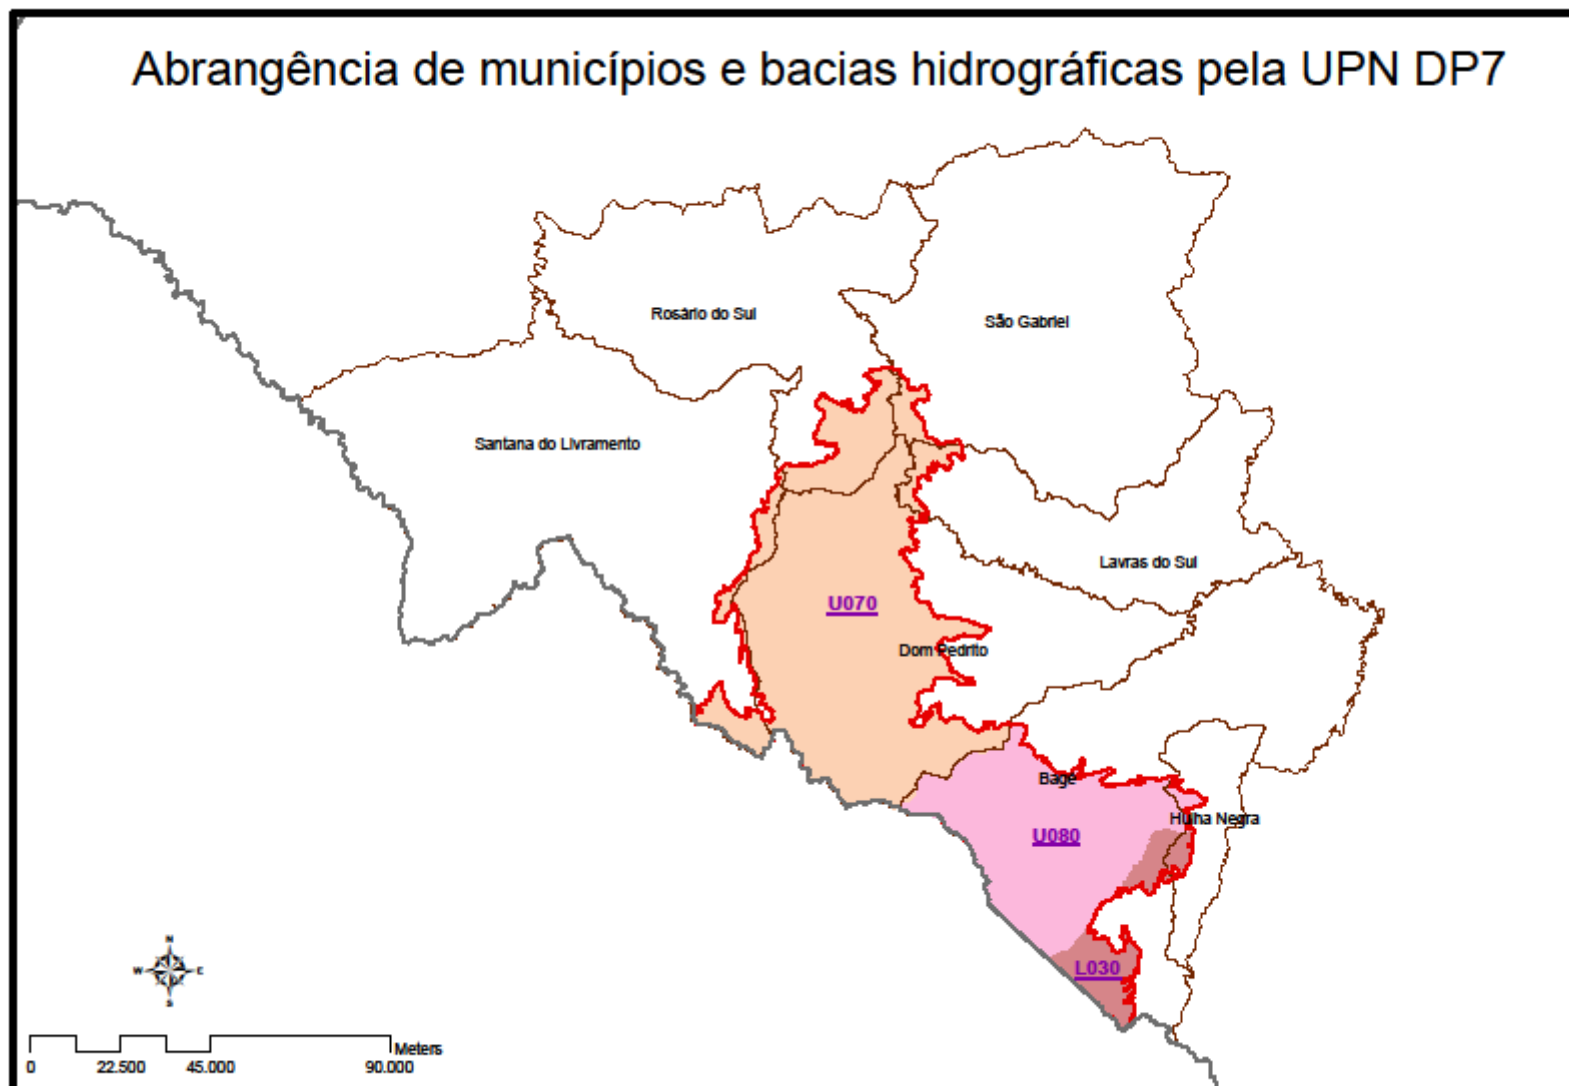 Abrangência de municípios e bacias hidrográficas pela UPN DP7
Rosário do Sul
São Gabriel
Santana do Livramento
Lavras do Sul
U070
Dom Pedrito
Bagé
Hulha Negra
U080
L030
N
W E
S
Meters
0 22.500 45.000 90.000